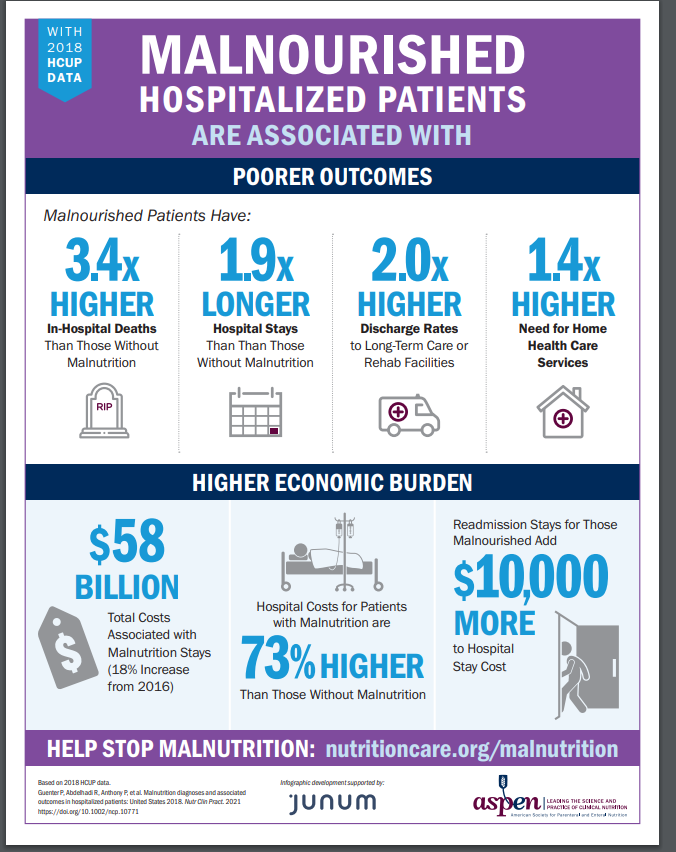 WITH
2018
HCUP
DATA
MALNOURISHED
HOSPITALIZED PATIENTS
ARE ASSOCIATED WITH
POORER OUTCOMES
Malnourished Patients Have:
3.4x
HIGHER
In-Hospital Deaths
Than Those Without
Malnutrition
RIP
1.9x
LONGER
Hospital Stays
Than Than Those
Without Malnutrition
2.0x
HIGHER
Discharge Rates
to Long-Term Care or
Rehab Facilities
1.4x
HIGHER
Need for Home
Health Care
Services
HIGHER ECONOMIC BURDEN
$58
BILLION
Total Costs
Associated with
Malnutrition Stays
(18% Increase
from 2016)
$
Hospital Costs for Patients
with Malnutrition are
73% HIGHER
Than Those Without Malnutrition
Readmission Stays for Those
Malnourished Add
$10,000
MORE
to Hospital
Stay Cost
HELP STOP MALNUTRITION: nutritioncare.org/malnutrition
Based on 2018 HCUP data.
Guenter P, Abdelhadi R, Anthony P, et al. Malnutrition diagnoses and associated
outcomes in hospitalized patients: United States 2018. Nutr Clin Pract. 2021
https://doi.org/10.1002/ncp.10771
Infographic development supported by:
junum
aspen
LEADING THE SCIENCE AND
PRACTICE OF CLINICAL NUTRITION
American Society for Parenteral and Enteral Nutrition